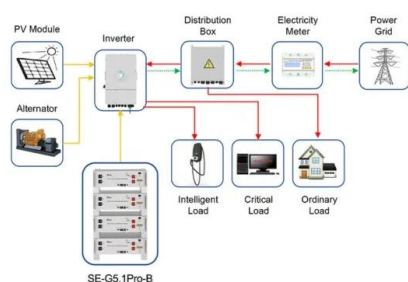 PV Module
Inverter
Distribution
Box
Electricity
Meter
Power
Grid
Alternator
Intelligent
Load
Critical
Load
Ordinary
Load
SE-G5.1Pro-B